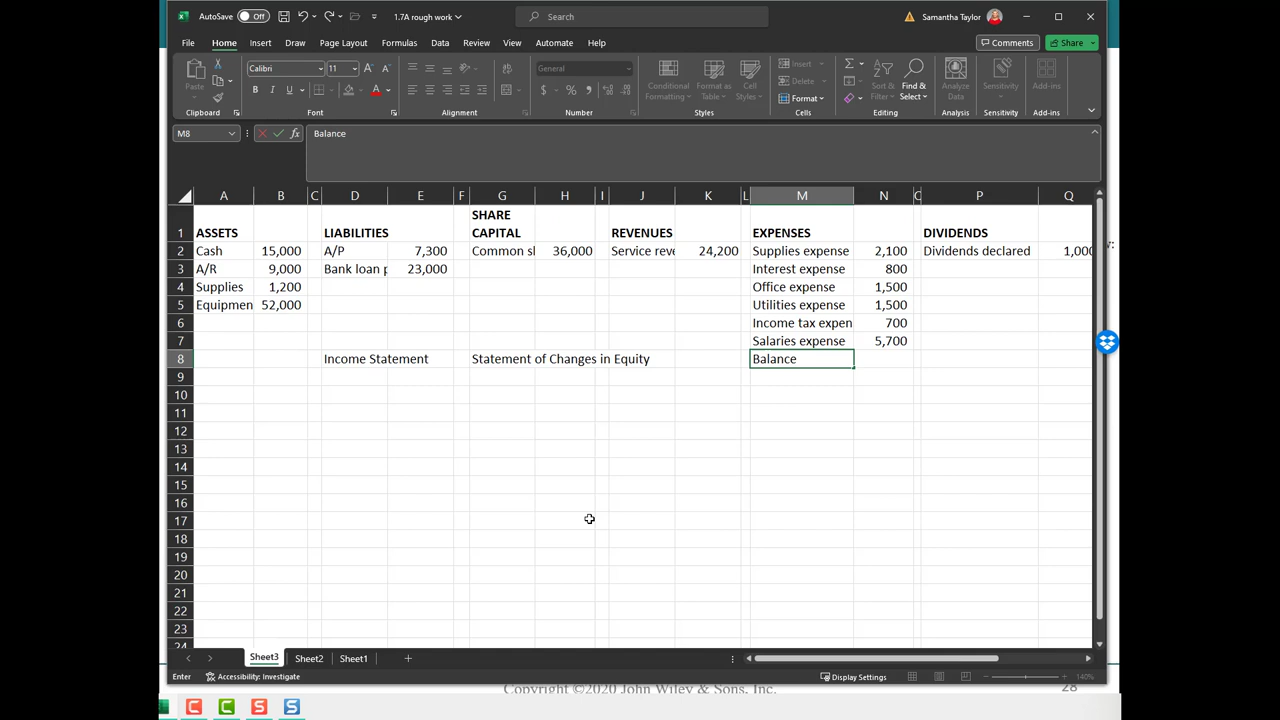 AutoSave Off 1.7A rough work Search Samantha Taylor
File Home Insert Draw Page Layout Formulas Data Review View Automate Help Comments Share
Paste Calibri 11 A A General Conditional Formatting Format as Table Cell Styles Insert Delete Format Sort & Filter Find & Select Analyze Data Sensitivity Add-ins
B I U A $ %
Clipboard Font Alignment Number Styles Cells Editing Analysis Sensitivity Add-ins
M8 fx Balance
A B C D E F G H I J K L M N O P Q
1 ASSETS LIABILITIES SHARE CAPITAL REVENUES EXPENSES DIVIDENDS
2 Cash 15,000 A/P 7,300 Common sl 36,000 Service reve 24,200 Supplies expense 2,100 Dividends declared 1,000
3 A/R 9,000 Bank loan p 23,000 Interest expense 800
4 Supplies 1,200 Office expense 1,500
5 Equipmen 52,000 Utilities expense 1,500
6 Income tax expen 700
7 Salaries expense 5,700
8 Income Statement Statement of Changes in Equity Balance
9
10
11
12
13
14
15
16
17
18
19
20
21
22
23
24
Sheet3 Sheet2 Sheet1
Enter Accessibility: Investigate Display Settings 140%
Copyright ©2020 John Wiley & Sons, Inc. 28